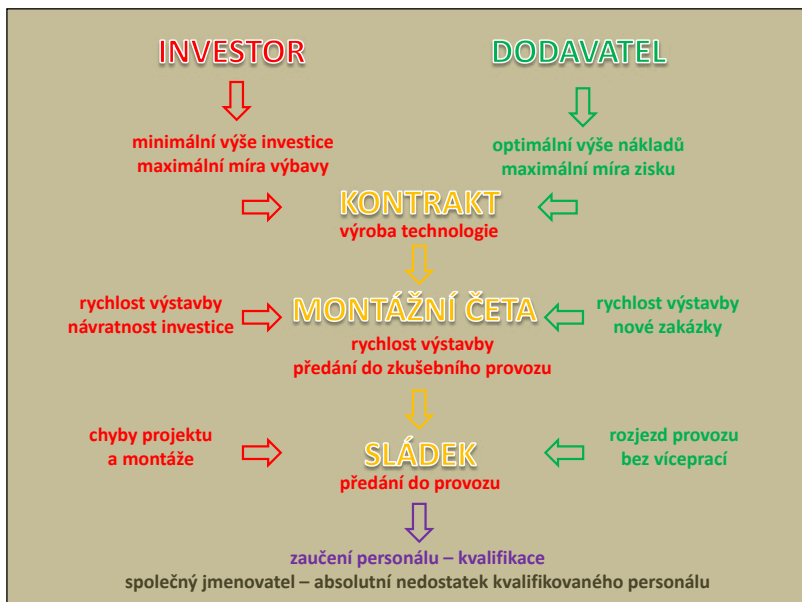 INVESTOR
DODAVATEL
minimální výše investice
maximální míra výbavy
optimální výše nákladů
maximální míra zisku
KONTRAKT
výroba technologie
rychlost výstavby
návratnost investice
MONTÁŽNÍ ČETA
rychlost výstavby
předání do zkušebního provozu
rychlost výstavby
nové zakázky
chyby projektu
a montáže
SLÁDEK
předání do provozu
rozjezd provozu
bez víceprací
zaučení personálu – kvalifikace
společný jmenovatel – absolutní nedostatek kvalifikovaného personálu